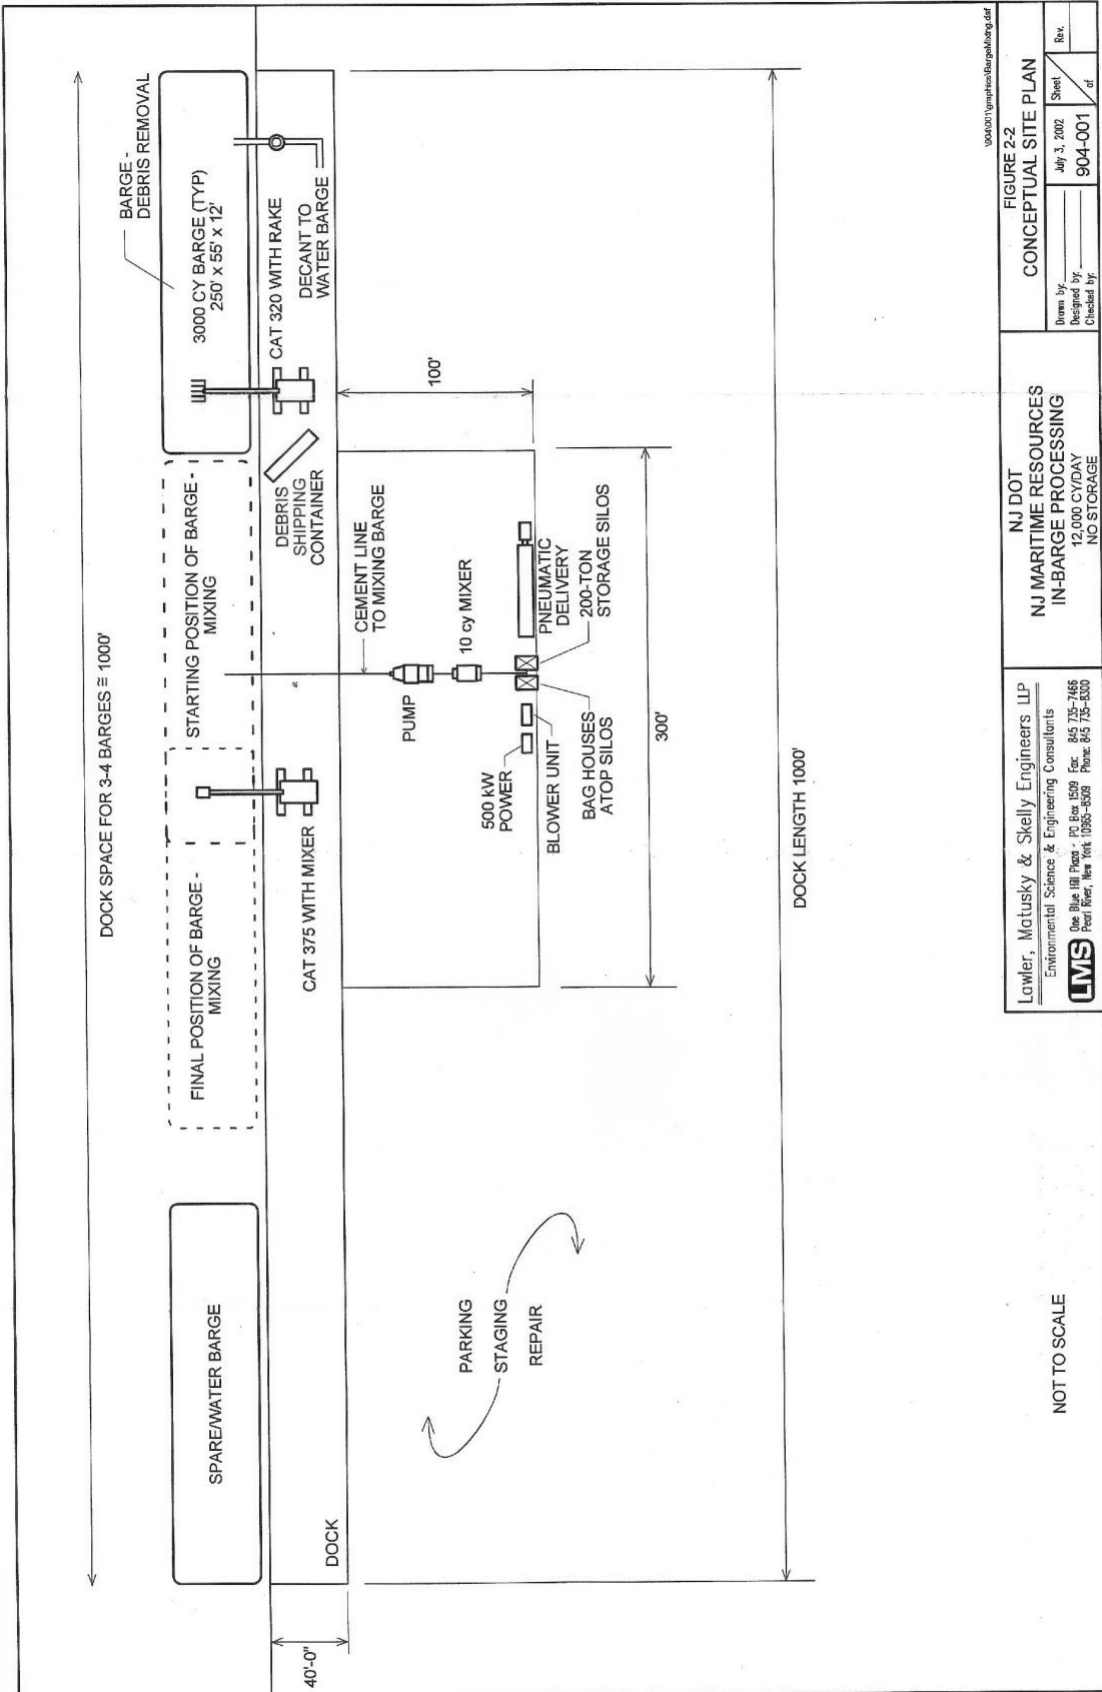 DOCK SPACE FOR 3-4 BARGES ≅ 1000'
BARGE -
DEBRIS REMOVAL
SPARE/WATER BARGE
FINAL POSITION OF BARGE -
MIXING
STARTING POSITION OF BARGE -
MIXING
3000 CY BARGE (TYP)
250' x 55' x 12'
40'-0"
DOCK
CAT 375 WITH MIXER
DEBRIS
SHIPPING
CONTAINER
CAT 320 WITH RAKE
DECANT TO
WATER BARGE
CEMENT LINE
TO MIXING BARGE
PUMP
10 cy MIXER
100'
500 kW
POWER
BLOWER UNIT
BAG HOUSES
ATOP SILOS
PNEUMATIC
DELIVERY
200-TON
STORAGE SILOS
300'
PARKING
STAGING
REPAIR
DOCK LENGTH 1000'
NOT TO SCALE
\904\001\graphics\BargeMixing.dsf
Lawler, Matusky & Skelly Engineers LLP
Environmental Science & Engineering Consultants
LMS
One Blue Hill Plaza - PO Box 1509 Fax: 845 735-7466
Pearl River, New York 10965-8509 Phone: 845 735-8300
NJ DOT
NJ MARITIME RESOURCES
IN-BARGE PROCESSING
12,000 CY/DAY
NO STORAGE
FIGURE 2-2
CONCEPTUAL SITE PLAN
Drawn by:
Designed by:
Checked by:
July 3, 2002
904-001
Sheet
of
Rev.